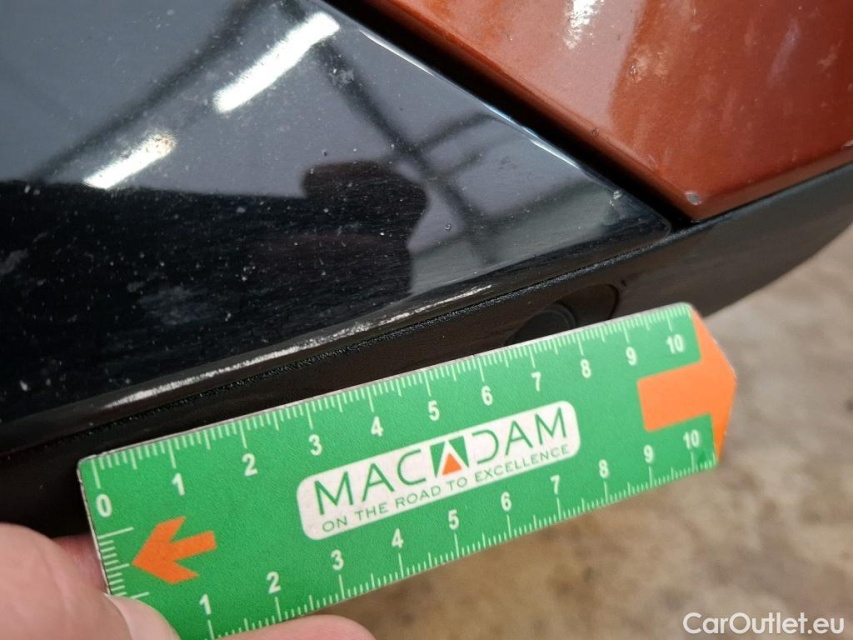 0 1 2 3 4 5 6 7 8 9 10
MACADAM
ON THE ROAD TO EXCELLENCE
1 2 3 4 5 6 7 8 9 10
CarOutlet.eu